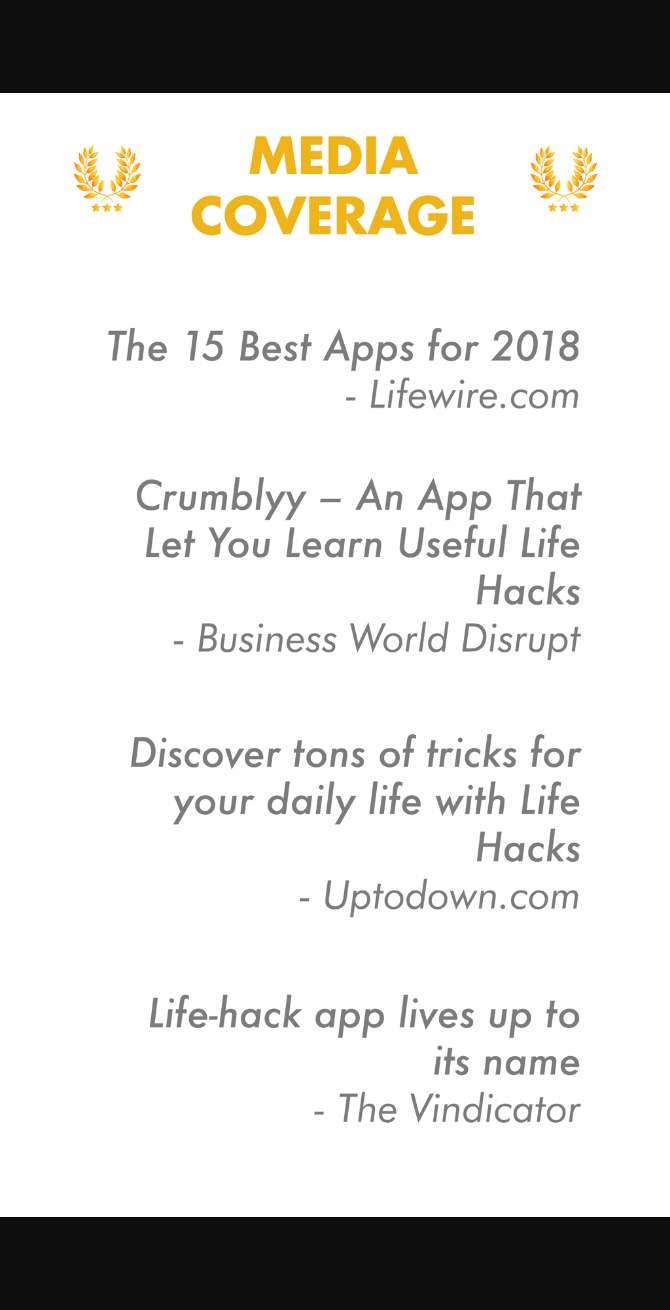 MEDIA
COVERAGE
The 15 Best Apps for 2018
- Lifewire.com
Crumblyy – An App That
Let You Learn Useful Life
Hacks
- Business World Disrupt
Discover tons of tricks for
your daily life with Life
Hacks
- Uptodown.com
Life-hack app lives up to
its name
- The Vindicator